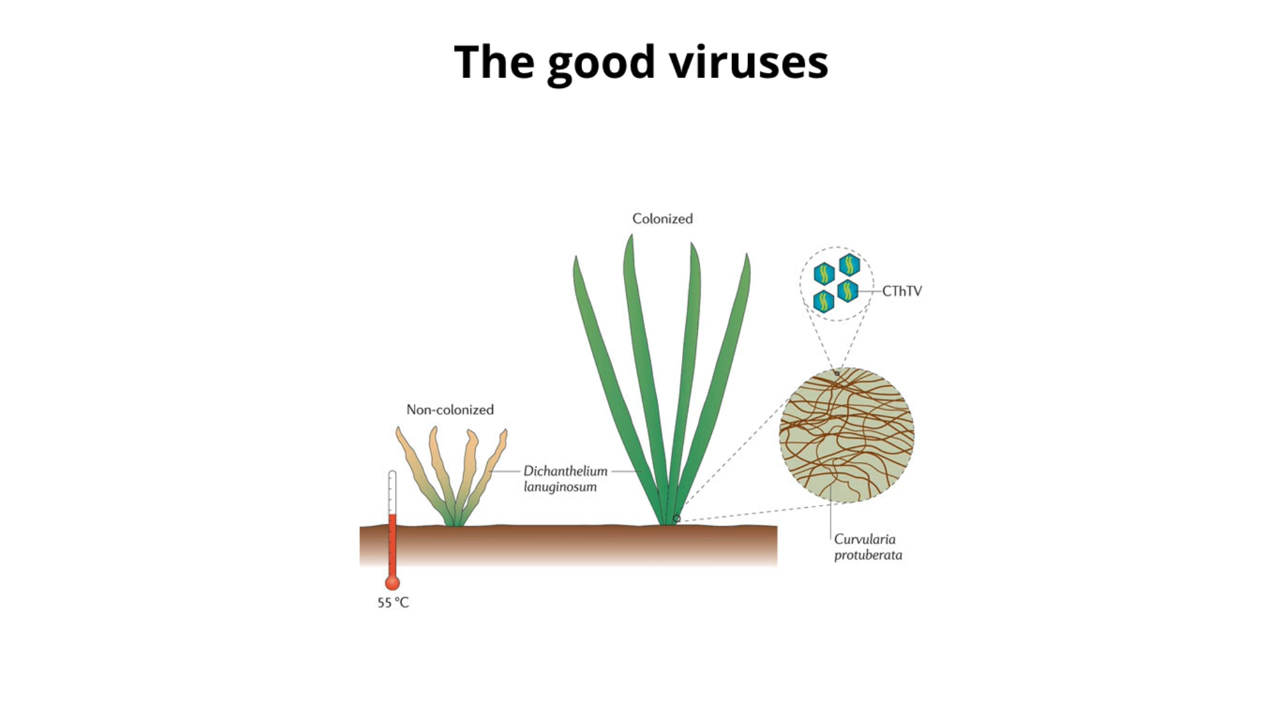 The good viruses
Colonized
CThTV
Non-colonized
Dichanthelium
lanuginosum
Curvularia
protuberata
55 °C